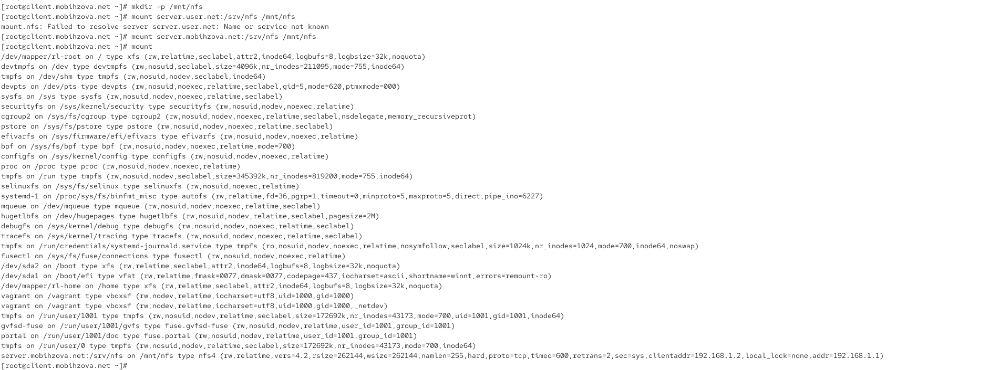 [root@client.mobihzova.net ~]# mkdir -p /mnt/nfs
[root@client.mobihzova.net ~]# mount server.user.net:/srv/nfs /mnt/nfs
mount.nfs: Failed to resolve server server.user.net: Name or service not known
[root@client.mobihzova.net ~]# mount server.mobihzova.net:/srv/nfs /mnt/nfs
[root@client.mobihzova.net ~]# mount
/dev/mapper/rl-root on / type xfs (rw,relatime,seclabel,attr2,inode64,logbufs=8,logbsize=32k,noquota)
devtmpfs on /dev type devtmpfs (rw,nosuid,seclabel,size=4096k,nr_inodes=211095,mode=755,inode64)
tmpfs on /dev/shm type tmpfs (rw,nosuid,nodev,seclabel,inode64)
devpts on /dev/pts type devpts (rw,nosuid,noexec,relatime,seclabel,gid=5,mode=620,ptmxmode=000)
sysfs on /sys type sysfs (rw,nosuid,nodev,noexec,relatime,seclabel)
securityfs on /sys/kernel/security type securityfs (rw,nosuid,nodev,noexec,relatime)
cgroup2 on /sys/fs/cgroup type cgroup2 (rw,nosuid,nodev,noexec,relatime,seclabel,nsdelegate,memory_recursiveprot)
pstore on /sys/fs/pstore type pstore (rw,nosuid,nodev,noexec,relatime,seclabel)
efivarfs on /sys/firmware/efi/efivars type efivarfs (rw,nosuid,nodev,noexec,relatime)
bpf on /sys/fs/bpf type bpf (rw,nosuid,nodev,noexec,relatime,mode=700)
configfs on /sys/kernel/config type configfs (rw,nosuid,nodev,noexec,relatime)
proc on /proc type proc (rw,nosuid,nodev,noexec,relatime)
tmpfs on /run type tmpfs (rw,nosuid,nodev,seclabel,size=345392k,nr_inodes=819200,mode=755,inode64)
selinuxfs on /sys/fs/selinux type selinuxfs (rw,nosuid,noexec,relatime)
systemd-1 on /proc/sys/fs/binfmt_misc type autofs (rw,relatime,fd=36,pgrp=1,timeout=0,minproto=5,maxproto=5,direct,pipe_ino=6227)
mqueue on /dev/mqueue type mqueue (rw,nosuid,nodev,noexec,relatime,seclabel)
hugetlbfs on /dev/hugepages type hugetlbfs (rw,nosuid,nodev,relatime,seclabel,pagesize=2M)
debugfs on /sys/kernel/debug type debugfs (rw,nosuid,nodev,noexec,relatime,seclabel)
tracefs on /sys/kernel/tracing type tracefs (rw,nosuid,nodev,noexec,relatime,seclabel)
tmpfs on /run/credentials/systemd-journald.service type tmpfs (ro,nosuid,nodev,noexec,relatime,nosymfollow,seclabel,size=1024k,nr_inodes=1024,mode=700,inode64,noswap)
fusectl on /sys/fs/fuse/connections type fusectl (rw,nosuid,nodev,noexec,relatime)
/dev/sda2 on /boot type xfs (rw,relatime,seclabel,attr2,inode64,logbufs=8,logbsize=32k,noquota)
/dev/sda1 on /boot/efi type vfat (rw,relatime,fmask=0077,dmask=0077,codepage=437,iocharset=ascii,shortname=winnt,errors=remount-ro)
/dev/mapper/rl-home on /home type xfs (rw,relatime,seclabel,attr2,inode64,logbufs=8,logbsize=32k,noquota)
vagrant on /vagrant type vboxsf (rw,nodev,relatime,iocharset=utf8,uid=1000,gid=1000)
vagrant on /vagrant type vboxsf (rw,nodev,relatime,iocharset=utf8,uid=1000,gid=1000,_netdev)
tmpfs on /run/user/1001 type tmpfs (rw,nosuid,nodev,relatime,seclabel,size=172692k,nr_inodes=43173,mode=700,uid=1001,gid=1001,inode64)
gvfsd-fuse on /run/user/1001/gvfs type fuse.gvfsd-fuse (rw,nosuid,nodev,relatime,user_id=1001,group_id=1001)
portal on /run/user/1001/doc type fuse.portal (rw,nosuid,nodev,relatime,user_id=1001,group_id=1001)
tmpfs on /run/user/0 type tmpfs (rw,nosuid,nodev,relatime,seclabel,size=172692k,nr_inodes=43173,mode=700,inode64)
server.mobihzova.net:/srv/nfs on /mnt/nfs type nfs4 (rw,relatime,vers=4.2,rsize=262144,wsize=262144,namlen=255,hard,proto=tcp,timeo=600,retrans=2,sec=sys,clientaddr=192.168.1.2,local_lock=none,addr=192.168.1.1)
[root@client.mobihzova.net ~]#